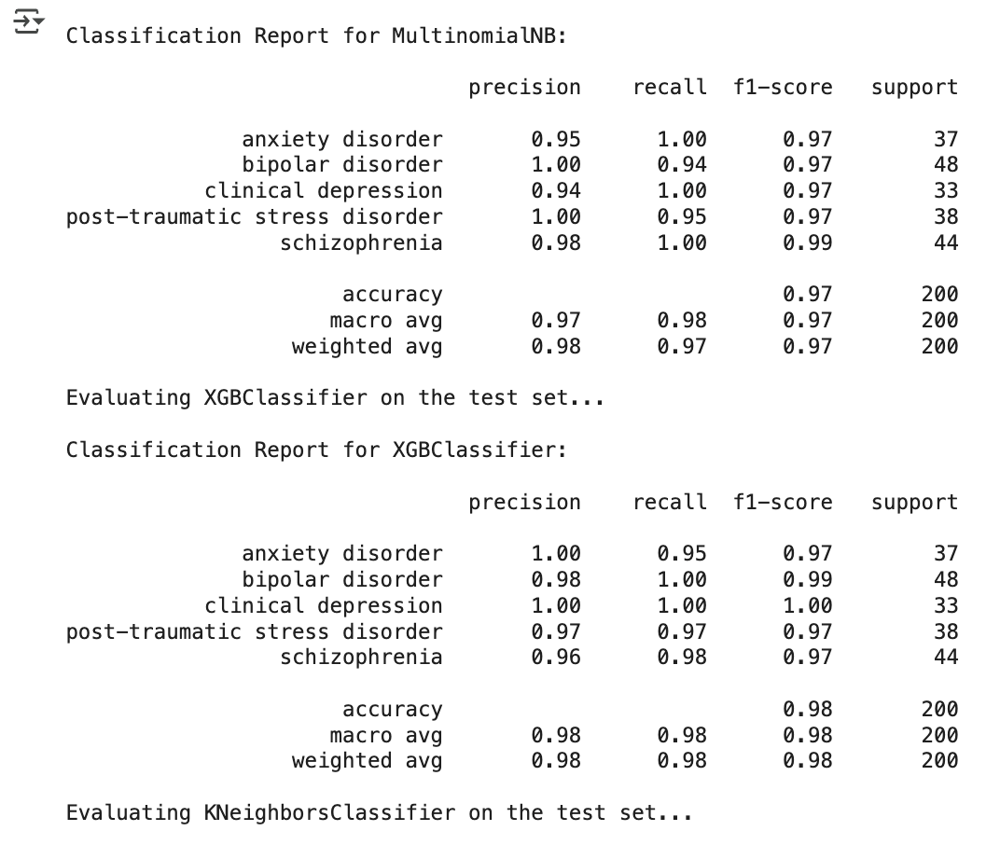 Classification Report for MultinomialNB:
precision recall f1-score support
anxiety disorder 0.95 1.00 0.97 37
bipolar disorder 1.00 0.94 0.97 48
clinical depression 0.94 1.00 0.97 33
post-traumatic stress disorder 1.00 0.95 0.97 38
schizophrenia 0.98 1.00 0.99 44
accuracy 0.97 200
macro avg 0.97 0.98 0.97 200
weighted avg 0.98 0.97 0.97 200
Evaluating XGBClassifier on the test set...
Classification Report for XGBClassifier:
precision recall f1-score support
anxiety disorder 1.00 0.95 0.97 37
bipolar disorder 0.98 1.00 0.99 48
clinical depression 1.00 1.00 1.00 33
post-traumatic stress disorder 0.97 0.97 0.97 38
schizophrenia 0.96 0.98 0.97 44
accuracy 0.98 200
macro avg 0.98 0.98 0.98 200
weighted avg 0.98 0.98 0.98 200
Evaluating KNeighborsClassifier on the test set...